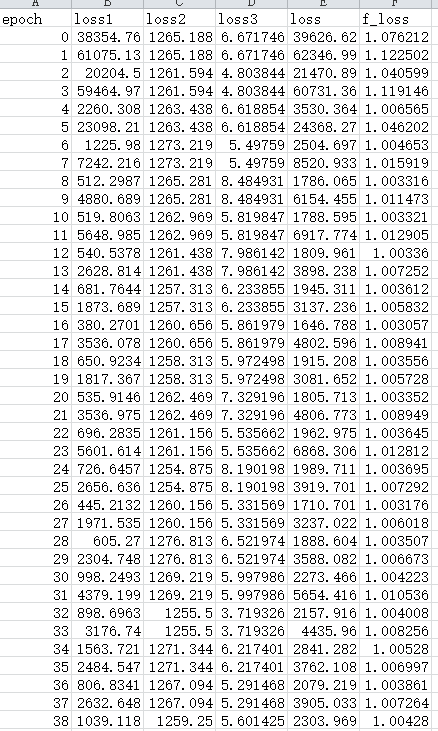 A B C D E F
epoch loss1 loss2 loss3 loss f_loss
0 38354.76 1265.188 6.671746 39626.62 1.076212
1 61075.13 1265.188 6.671746 62346.99 1.122502
2 20204.5 1261.594 4.803844 21470.89 1.040599
3 59464.97 1261.594 4.803844 60731.36 1.119146
4 2260.308 1263.438 6.618854 3530.364 1.006565
5 23098.21 1263.438 6.618854 24368.27 1.046202
6 1225.98 1273.219 5.49759 2504.697 1.004653
7 7242.216 1273.219 5.49759 8520.933 1.015919
8 512.2987 1265.281 8.484931 1786.065 1.003316
9 4880.689 1265.281 8.484931 6154.455 1.011473
10 519.8063 1262.969 5.819847 1788.595 1.003321
11 5648.985 1262.969 5.819847 6917.774 1.012905
12 540.5378 1261.438 7.986142 1809.961 1.00336
13 2628.814 1261.438 7.986142 3898.238 1.007252
14 681.7644 1257.313 6.233855 1945.311 1.003612
15 1873.689 1257.313 6.233855 3137.236 1.005832
16 380.2701 1260.656 5.861979 1646.788 1.003057
17 3536.078 1260.656 5.861979 4802.596 1.008941
18 650.9234 1258.313 5.972498 1915.208 1.003556
19 1817.367 1258.313 5.972498 3081.652 1.005728
20 535.9146 1262.469 7.329196 1805.713 1.003352
21 3536.975 1262.469 7.329196 4806.773 1.008949
22 696.2835 1261.156 5.535662 1962.975 1.003645
23 5601.614 1261.156 5.535662 6868.306 1.012812
24 726.6457 1254.875 8.190198 1989.711 1.003695
25 2656.636 1254.875 8.190198 3919.701 1.007292
26 445.2132 1260.156 5.331569 1710.701 1.003176
27 1971.535 1260.156 5.331569 3237.022 1.006018
28 605.27 1276.813 6.521974 1888.604 1.003507
29 2304.748 1276.813 6.521974 3588.082 1.006673
30 998.2493 1269.219 5.997986 2273.466 1.004223
31 4379.199 1269.219 5.997986 5654.416 1.010536
32 898.6963 1255.5 3.719326 2157.916 1.004008
33 3176.74 1255.5 3.719326 4435.96 1.008256
34 1563.721 1271.344 6.217401 2841.282 1.00528
35 2484.547 1271.344 6.217401 3762.108 1.006997
36 806.8341 1267.094 5.291468 2079.219 1.003861
37 2632.648 1267.094 5.291468 3905.033 1.007264
38 1039.118 1259.25 5.601425 2303.969 1.00428